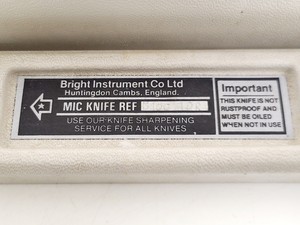 Bright Instrument Co Ltd
Huntingdon Cambs, England.
MIC KNIFE REF
USE OUR KNIFE SHARPENING
SERVICE FOR ALL KNIVES
Important
THIS KNIFE IS NOT
RUSTPROOF AND
MUST BE OILED
WHEN NOT IN USE